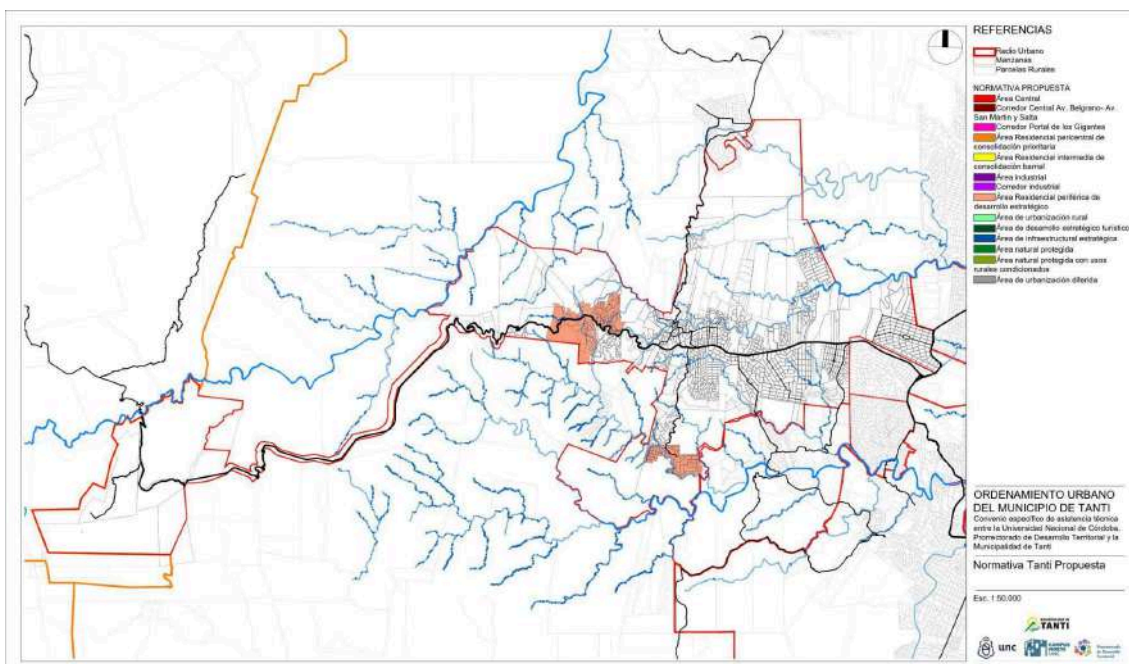 REFERENCIAS
Radio Urbano
Manzanas
Parcelas Rurales
NORMATIVA PROPUESTA
Área Central
Corredor Central Av. Belgrano- Av.
San Martin y Salta
Corredor Portal de los Gigantes
Área Residencial pericentral de
consolidación prioritaria
Área Residencial intermedia de
consolidación barrial
Área industrial
Corredor industrial
Área Residencial periférica de
desarrollo estratégico
Área de urbanización rural
Área de desarrollo estratégico turístico
Área de infraestructural estratégica
Área natural protegida
Área natural protegida con usos
rurales condicionados
Área de urbanización diferida
ORDENAMIENTO URBANO
DEL MUNICIPIO DE TANTI
Convenio específico de asistencia técnica
entre la Universidad Nacional de Córdoba,
Prorrectorado de Desarrollo Territorial y la
Municipalidad de Tanti
Normativa Tanti Propuesta
Esc. 1:50.000
TANTI
unc